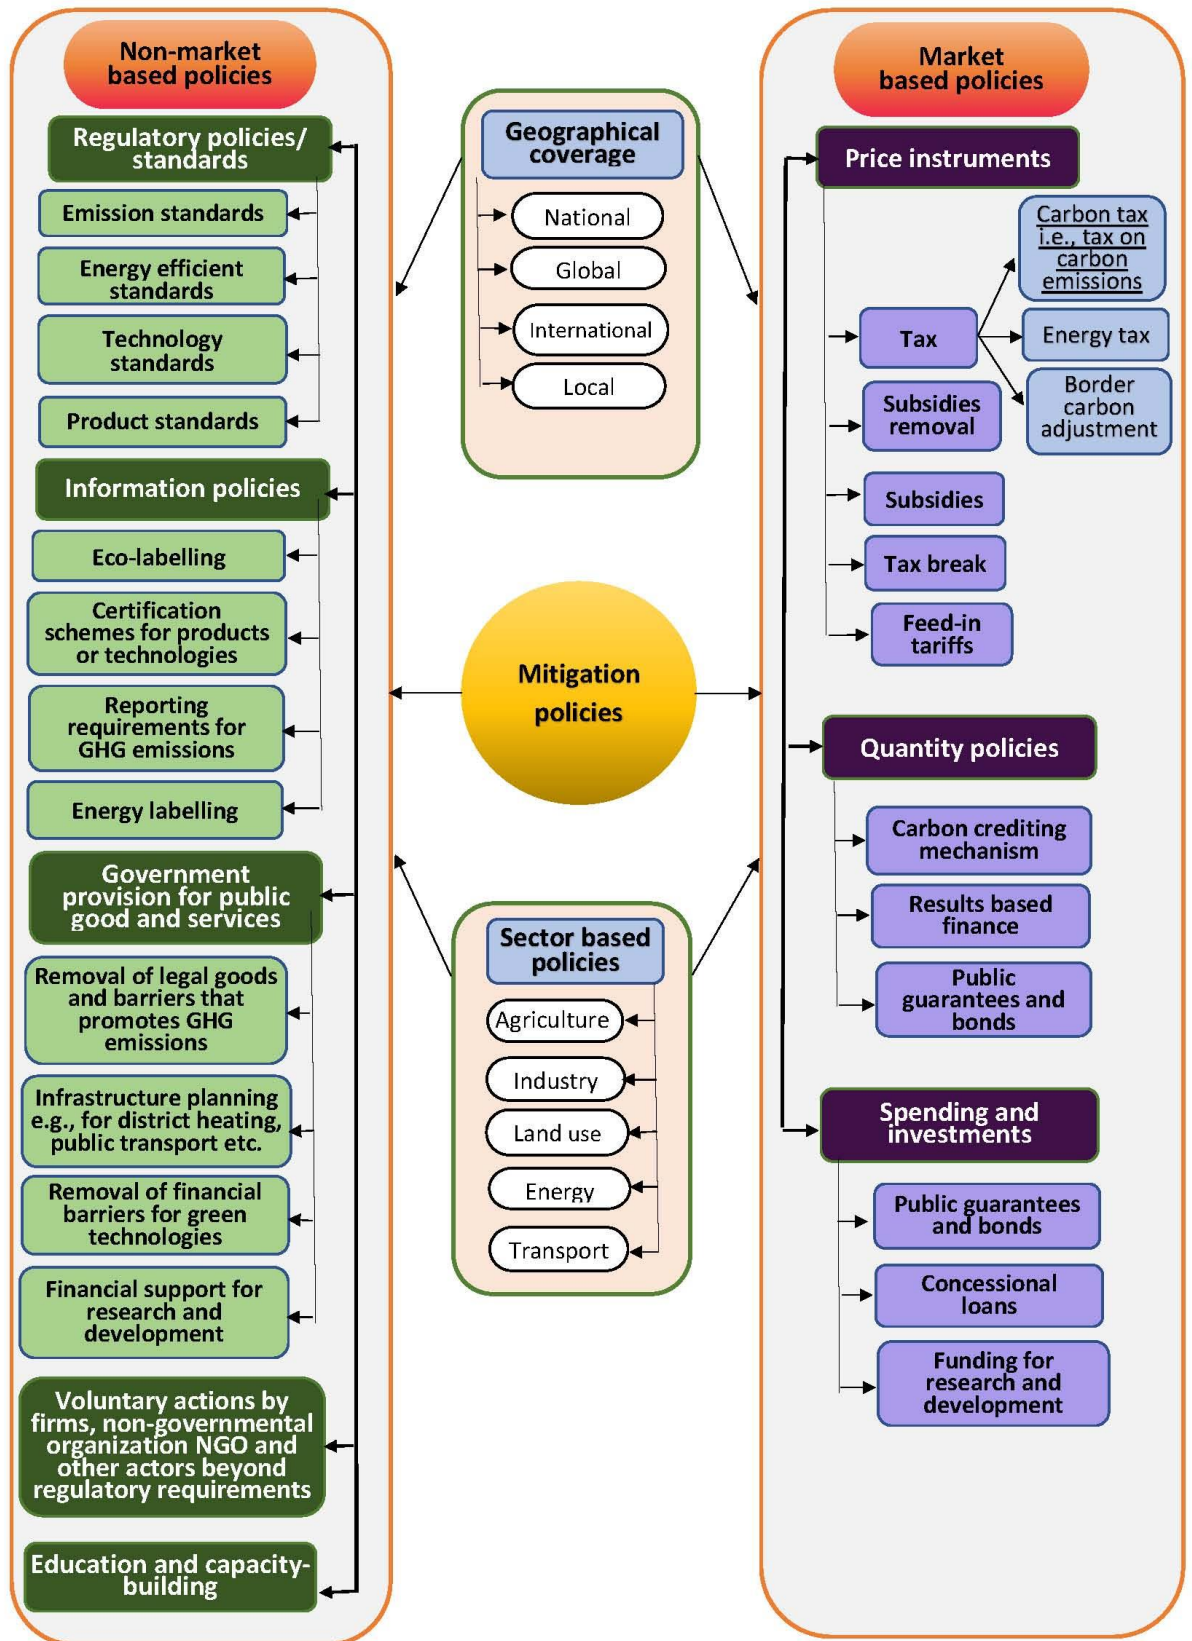 Non-market
based policies
Regulatory policies/
standards
Emission standards
Energy efficient
standards
Technology
standards
Product standards
Information policies
Eco-labelling
Certification
schemes for products
or technologies
Reporting
requirements for
GHG emissions
Energy labelling
Government
provision for public
good and services
Removal of legal goods
and barriers that
promotes GHG
emissions
Infrastructure planning
e.g., for district heating,
public transport etc.
Removal of financial
barriers for green
technologies
Financial support for
research and
development
Voluntary actions by
firms, non-governmental
organization NGO and
other actors beyond
regulatory requirements
Education and capacity-
building
Geographical
coverage
National
Global
International
Local
Mitigation
policies
Sector based
policies
Agriculture
Industry
Land use
Energy
Transport
Market
based policies
Price instruments
Tax
Carbon tax
i.e., tax on
carbon
emissions
Energy tax
Border
carbon
adjustment
Subsidies
removal
Subsidies
Tax break
Feed-in
tariffs
Quantity policies
Carbon crediting
mechanism
Results based
finance
Public
guarantees and
bonds
Spending and
investments
Public guarantees
and bonds
Concessional
loans
Funding for
research and
development